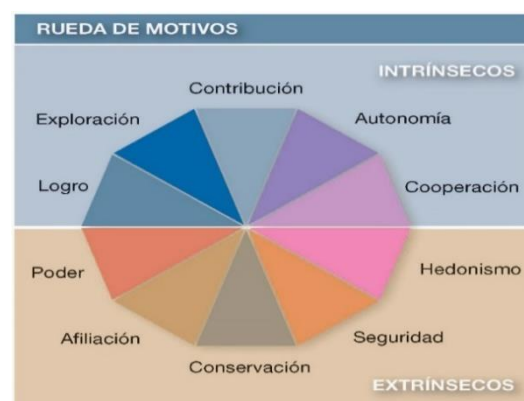 RUEDA DE MOTIVOS
INTRÍNSECOS
Contribución
Exploración
Autonomía
Logro
Cooperación
Poder
Hedonismo
Afiliación
Seguridad
Conservación
EXTRÍNSECOS